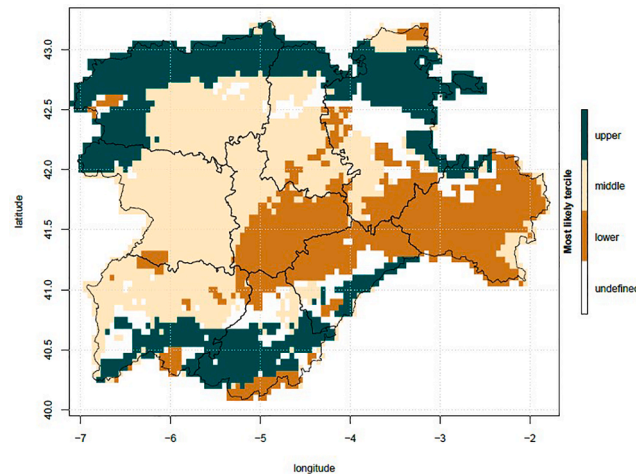 43.0
42.5
42.0
41.5
41.0
40.5
40.0
latitude
-7
-6
-5
-4
-3
-2
longitude
Most likely tercile
upper
middle
lower
undefined